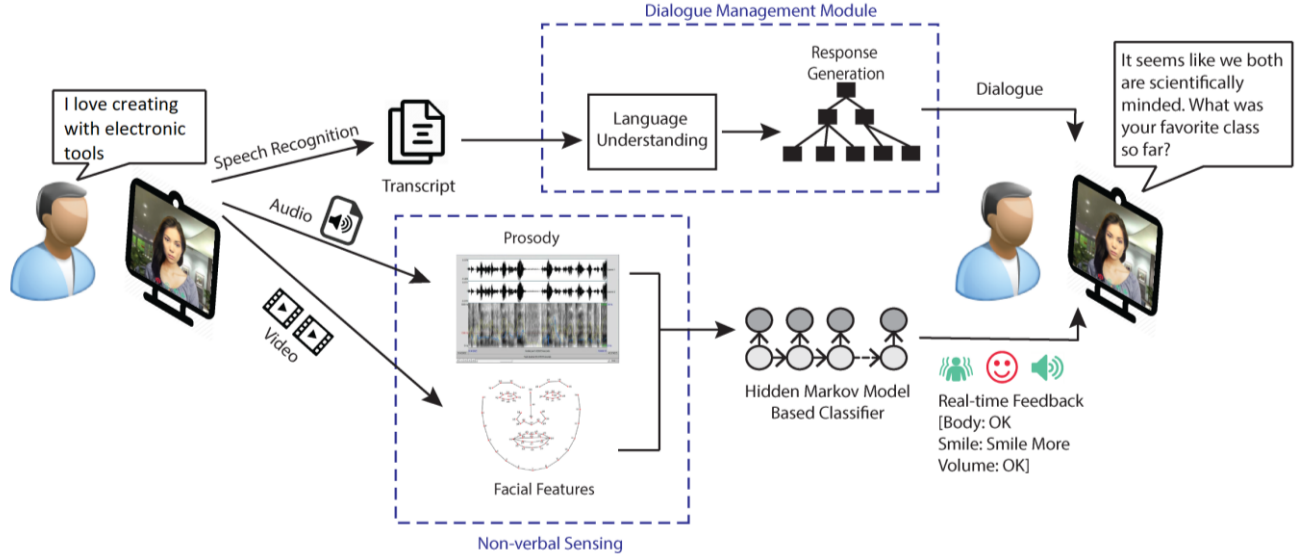 Dialogue Management Module
I love creating
with electronic
tools
Speech Recognition
Transcript
Language
Understanding
Response
Generation
Dialogue
It seems like we both
are scientifically
minded. What was
your favorite class
so far?
Audio
Video
Prosody
Facial Features
Non-verbal Sensing
Hidden Markov Model
Based Classifier
Real-time Feedback
[Body: OK
Smile: Smile More
Volume: OK]